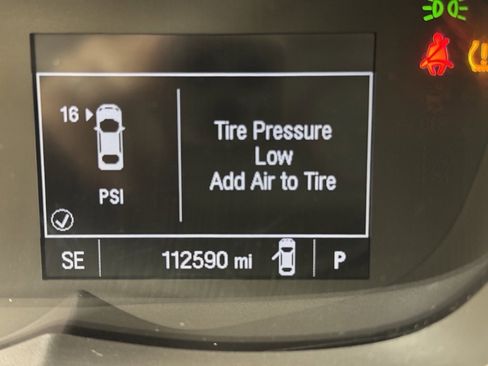 16
PSI
Tire Pressure
Low
Add Air to Tire
SE 112590 mi P